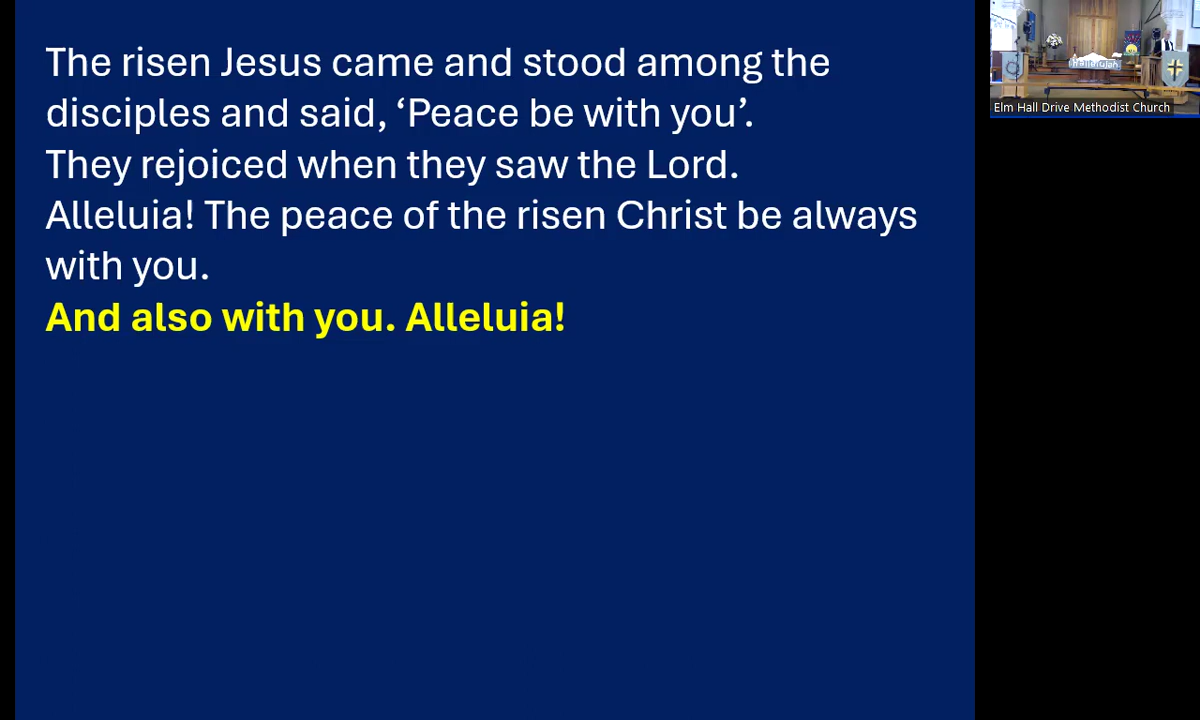 The risen Jesus came and stood among the
disciples and said, ‘Peace be with you’.
They rejoiced when they saw the Lord.
Alleluia! The peace of the risen Christ be always
with you.
And also with you. Alleluia!
Elm Hall Drive Methodist Church